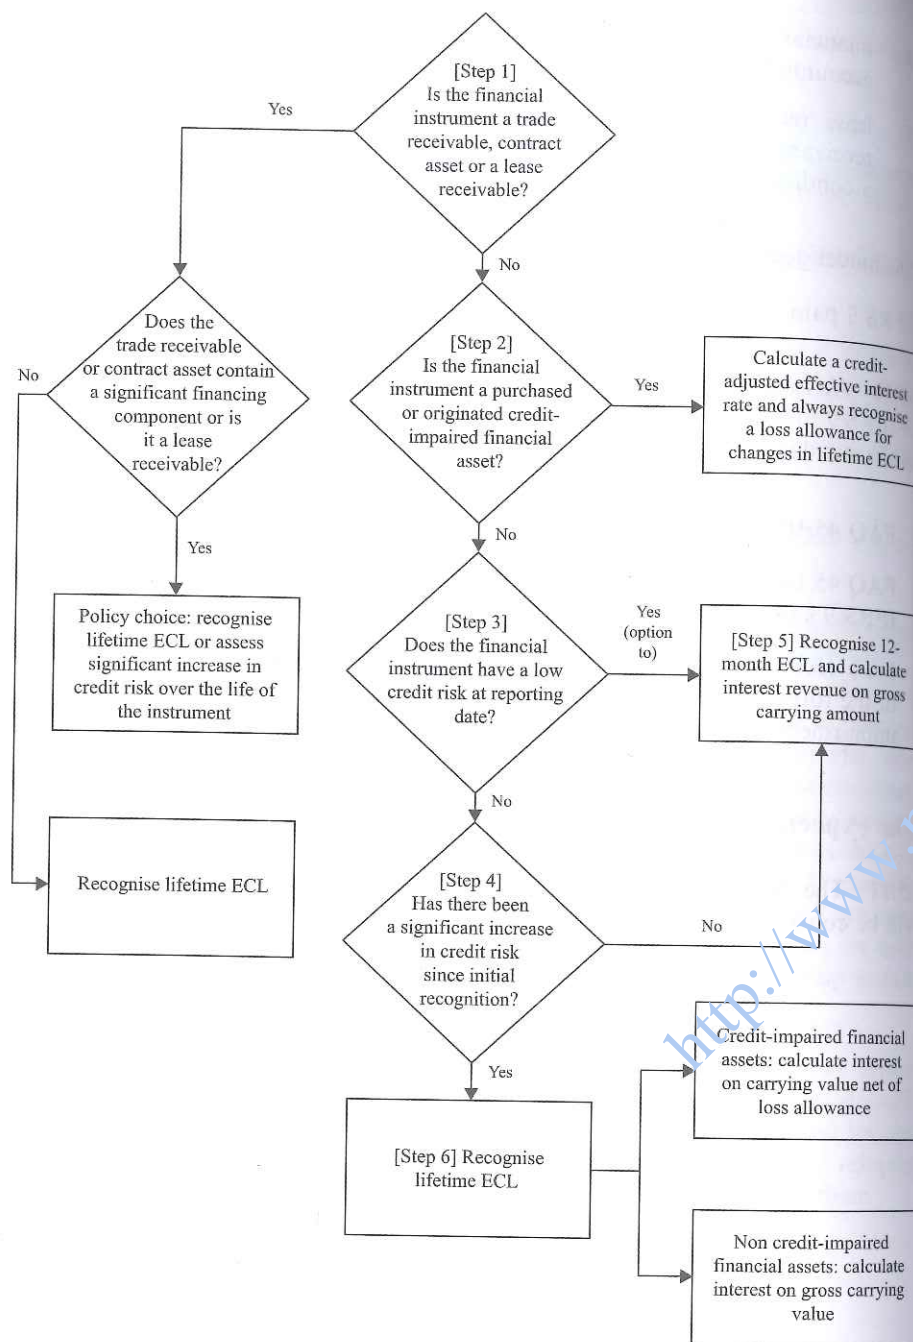 [Step 1]
Is the financial
instrument a trade
receivable, contract
asset or a lease
receivable?
Yes
No
Does the
trade receivable
or contract asset contain
a significant financing
component or is
it a lease
receivable?
No
Yes
[Step 2]
Is the financial
instrument a purchased
or originated credit-
impaired financial
asset?
Yes
No
Calculate a credit-
adjusted effective interest
rate and always recognise
a loss allowance for
changes in lifetime ECL
Policy choice: recognise
lifetime ECL or assess
significant increase in
credit risk over the life of
the instrument
[Step 3]
Does the financial
instrument have a low
credit risk at reporting
date?
Yes
(option
to)
No
[Step 5] Recognise 12-
month ECL and calculate
interest revenue on gross
carrying amount
Recognise lifetime ECL
[Step 4]
Has there been
a significant increase
in credit risk
since initial
recognition?
No
Yes
[Step 6] Recognise
lifetime ECL
Credit-impaired financial
assets: calculate interest
on carrying value net of
loss allowance
Non credit-impaired
financial assets: calculate
interest on gross carrying
value
http://www.